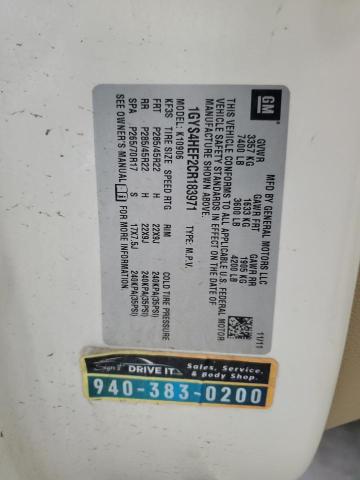 GM
MFD BY GENERAL MOTORS LLC
11/11
GVWR GAWR FRT GAWR RR
3357 KG 1633 KG 1905 KG
7400 LB 3600 LB 4200 LB
THIS VEHICLE CONFORMS TO ALL APPLICABLE U.S. FEDERAL MOTOR
VEHICLE SAFETY STANDARDS IN EFFECT ON THE DATE OF
MANUFACTURE SHOWN ABOVE.
1GYS4HEF2CR183971 TYPE: M.P.V.
MODEL: K10906
KF3S TIRE SIZE SPEED RTG RIM COLD TIRE PRESSURE
FRT P285/45R22 H 22X9J 240KPA(35PSI)
RR P285/45R22 H 22X9J 240KPA(35PSI)
SPA P265/70R17 S 17X7.5J 240KPA(35PSI)
SEE OWNER'S MANUAL i FOR MORE INFORMATION
Sign & DRIVE IT
Sales, Service,
& Body Shop.
940-383-0200